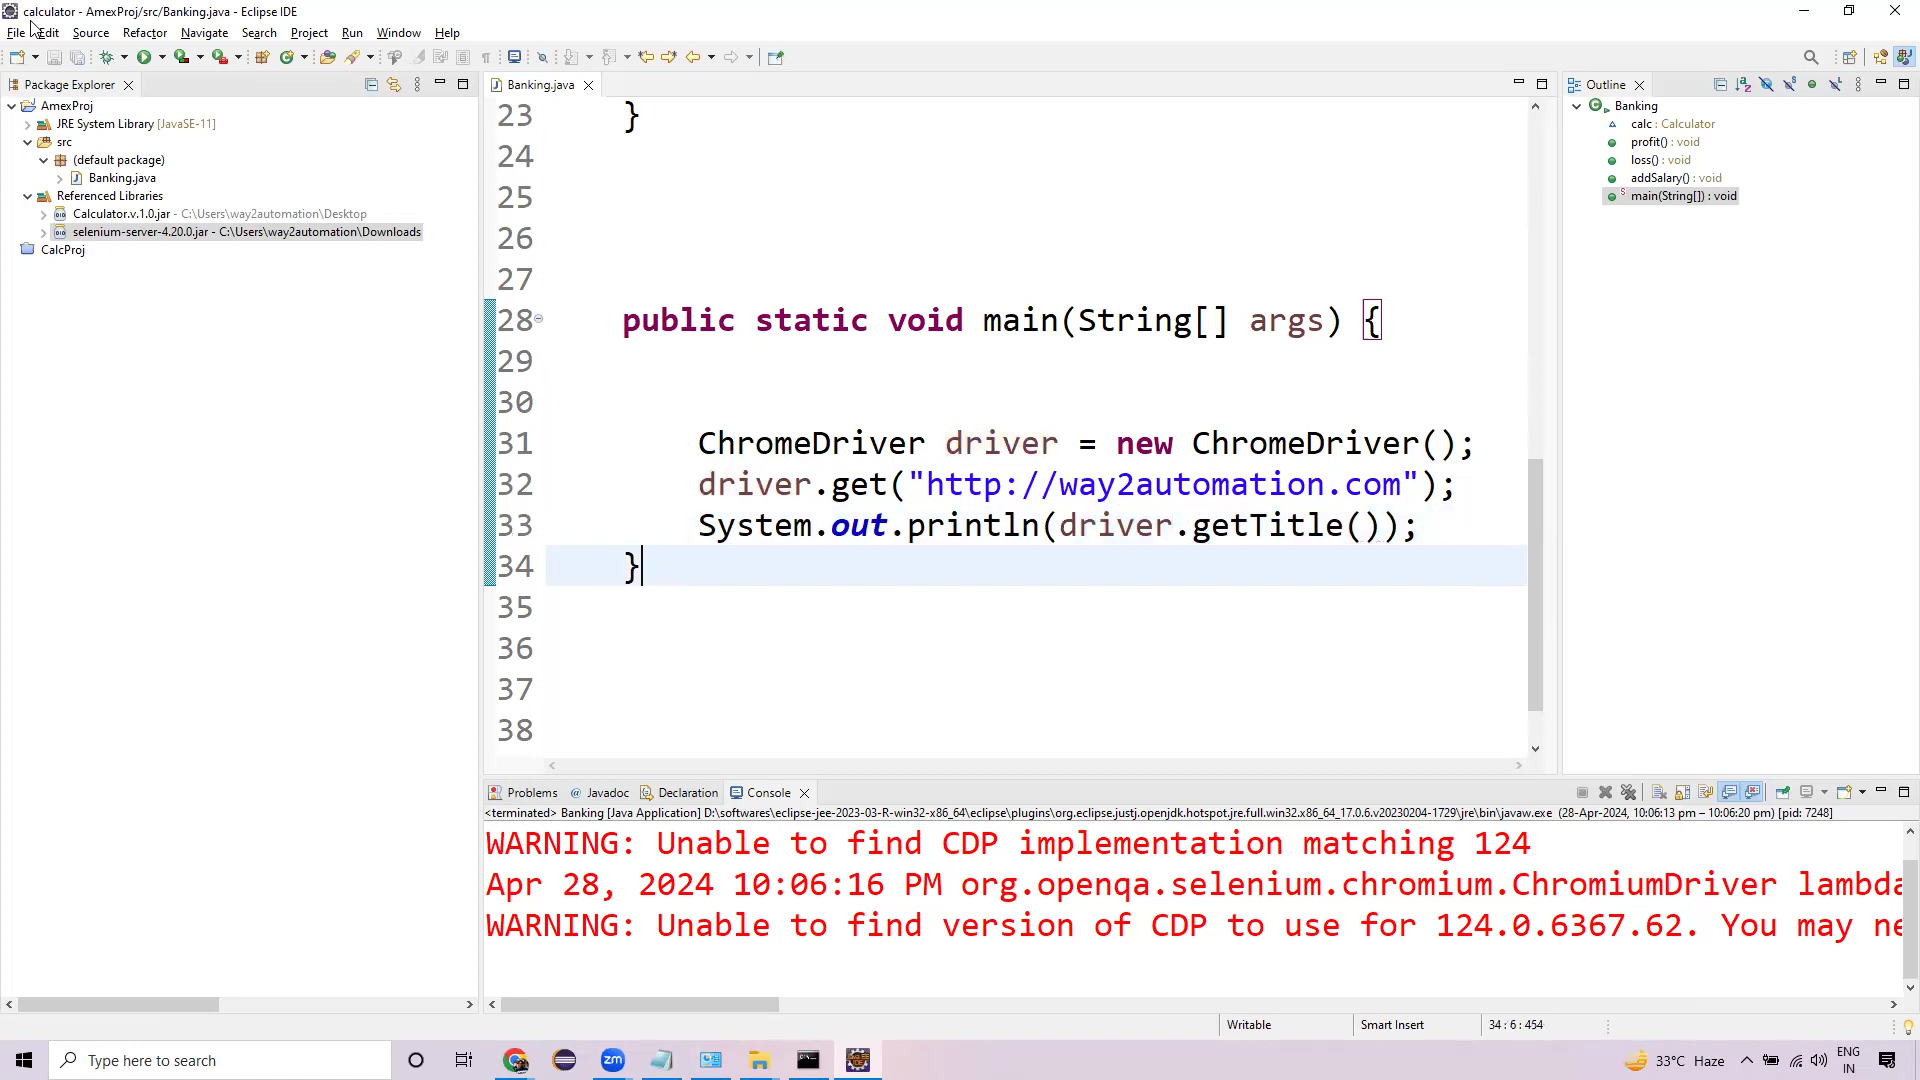 calculator - AmexProj/src/Banking.java - Eclipse IDE
File Edit Source Refactor Navigate Search Project Run Window Help
Package Explorer
AmexProj
JRE System Library [JavaSE-11]
src
(default package)
Banking.java
Referenced Libraries
Calculator.v.1.0.jar - C:\Users\way2automation\Desktop
selenium-server-4.20.0.jar - C:\Users\way2automation\Downloads
CalcProj
Banking.java
23 }
24
25
26
27
28 public static void main(String[] args) {
29
30
31 ChromeDriver driver = new ChromeDriver();
32 driver.get("http://way2automation.com");
33 System.out.println(driver.getTitle());
34 }
35
36
37
38
Outline
Banking
calc : Calculator
profit() : void
loss() : void
addSalary() : void
main(String[]) : void
Problems @ Javadoc Declaration Console
<terminated> Banking [Java Application] D:\softwares\eclipse-jee-2023-03-R-win32-x86_64\eclipse\plugins\org.eclipse.justj.openjdk.hotspot.jre.full.win32.x86_64_17.0.6.v20230204-1729\jre\bin\javaw.exe (28-Apr-2024, 10:06:13 pm – 10:06:20 pm) [pid: 7248]
WARNING: Unable to find CDP implementation matching 124
Apr 28, 2024 10:06:16 PM org.openqa.selenium.chromium.ChromiumDriver lambda
WARNING: Unable to find version of CDP to use for 124.0.6367.62. You may ne
Writable Smart Insert 34 : 6 : 454
Type here to search
zm
33°C Haze
ENG
IN